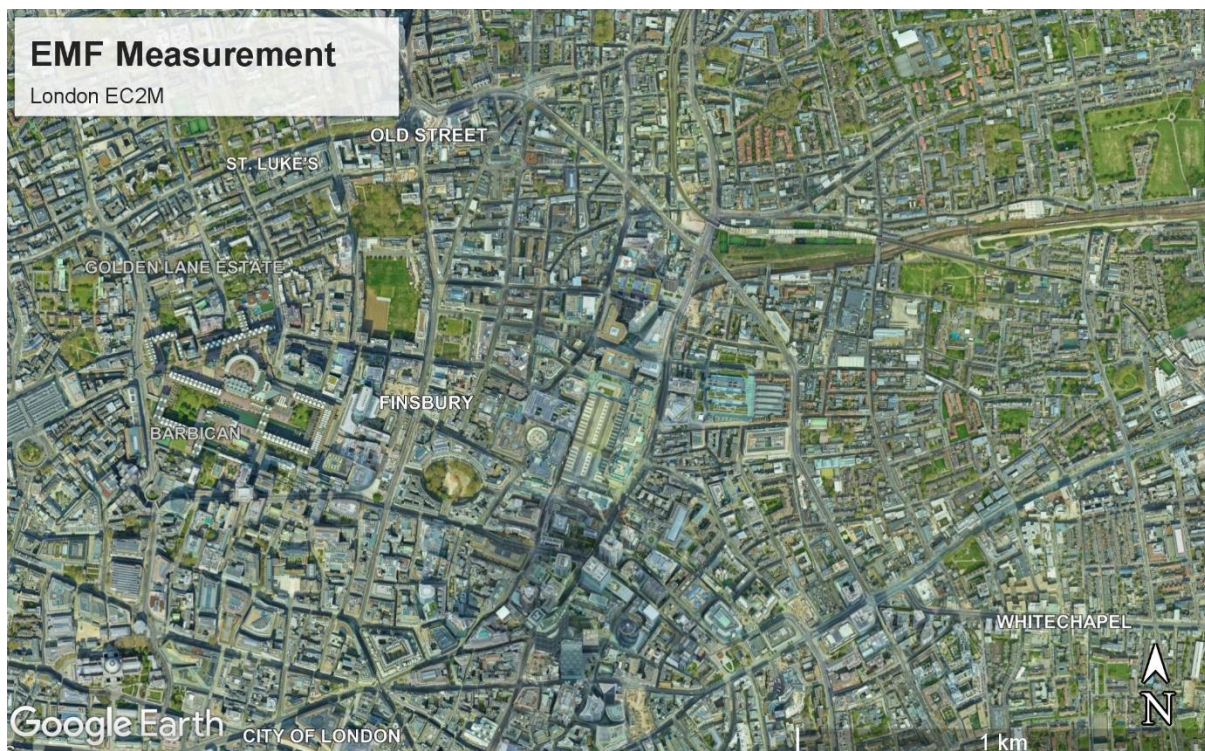 EMF Measurement
London EC2M
OLD STREET
ST. LUKE'S
GOLDEN LANE ESTATE
FINSBURY
BARBICAN
WHITECHAPEL
N
Google Earth
CITY OF LONDON
1 km